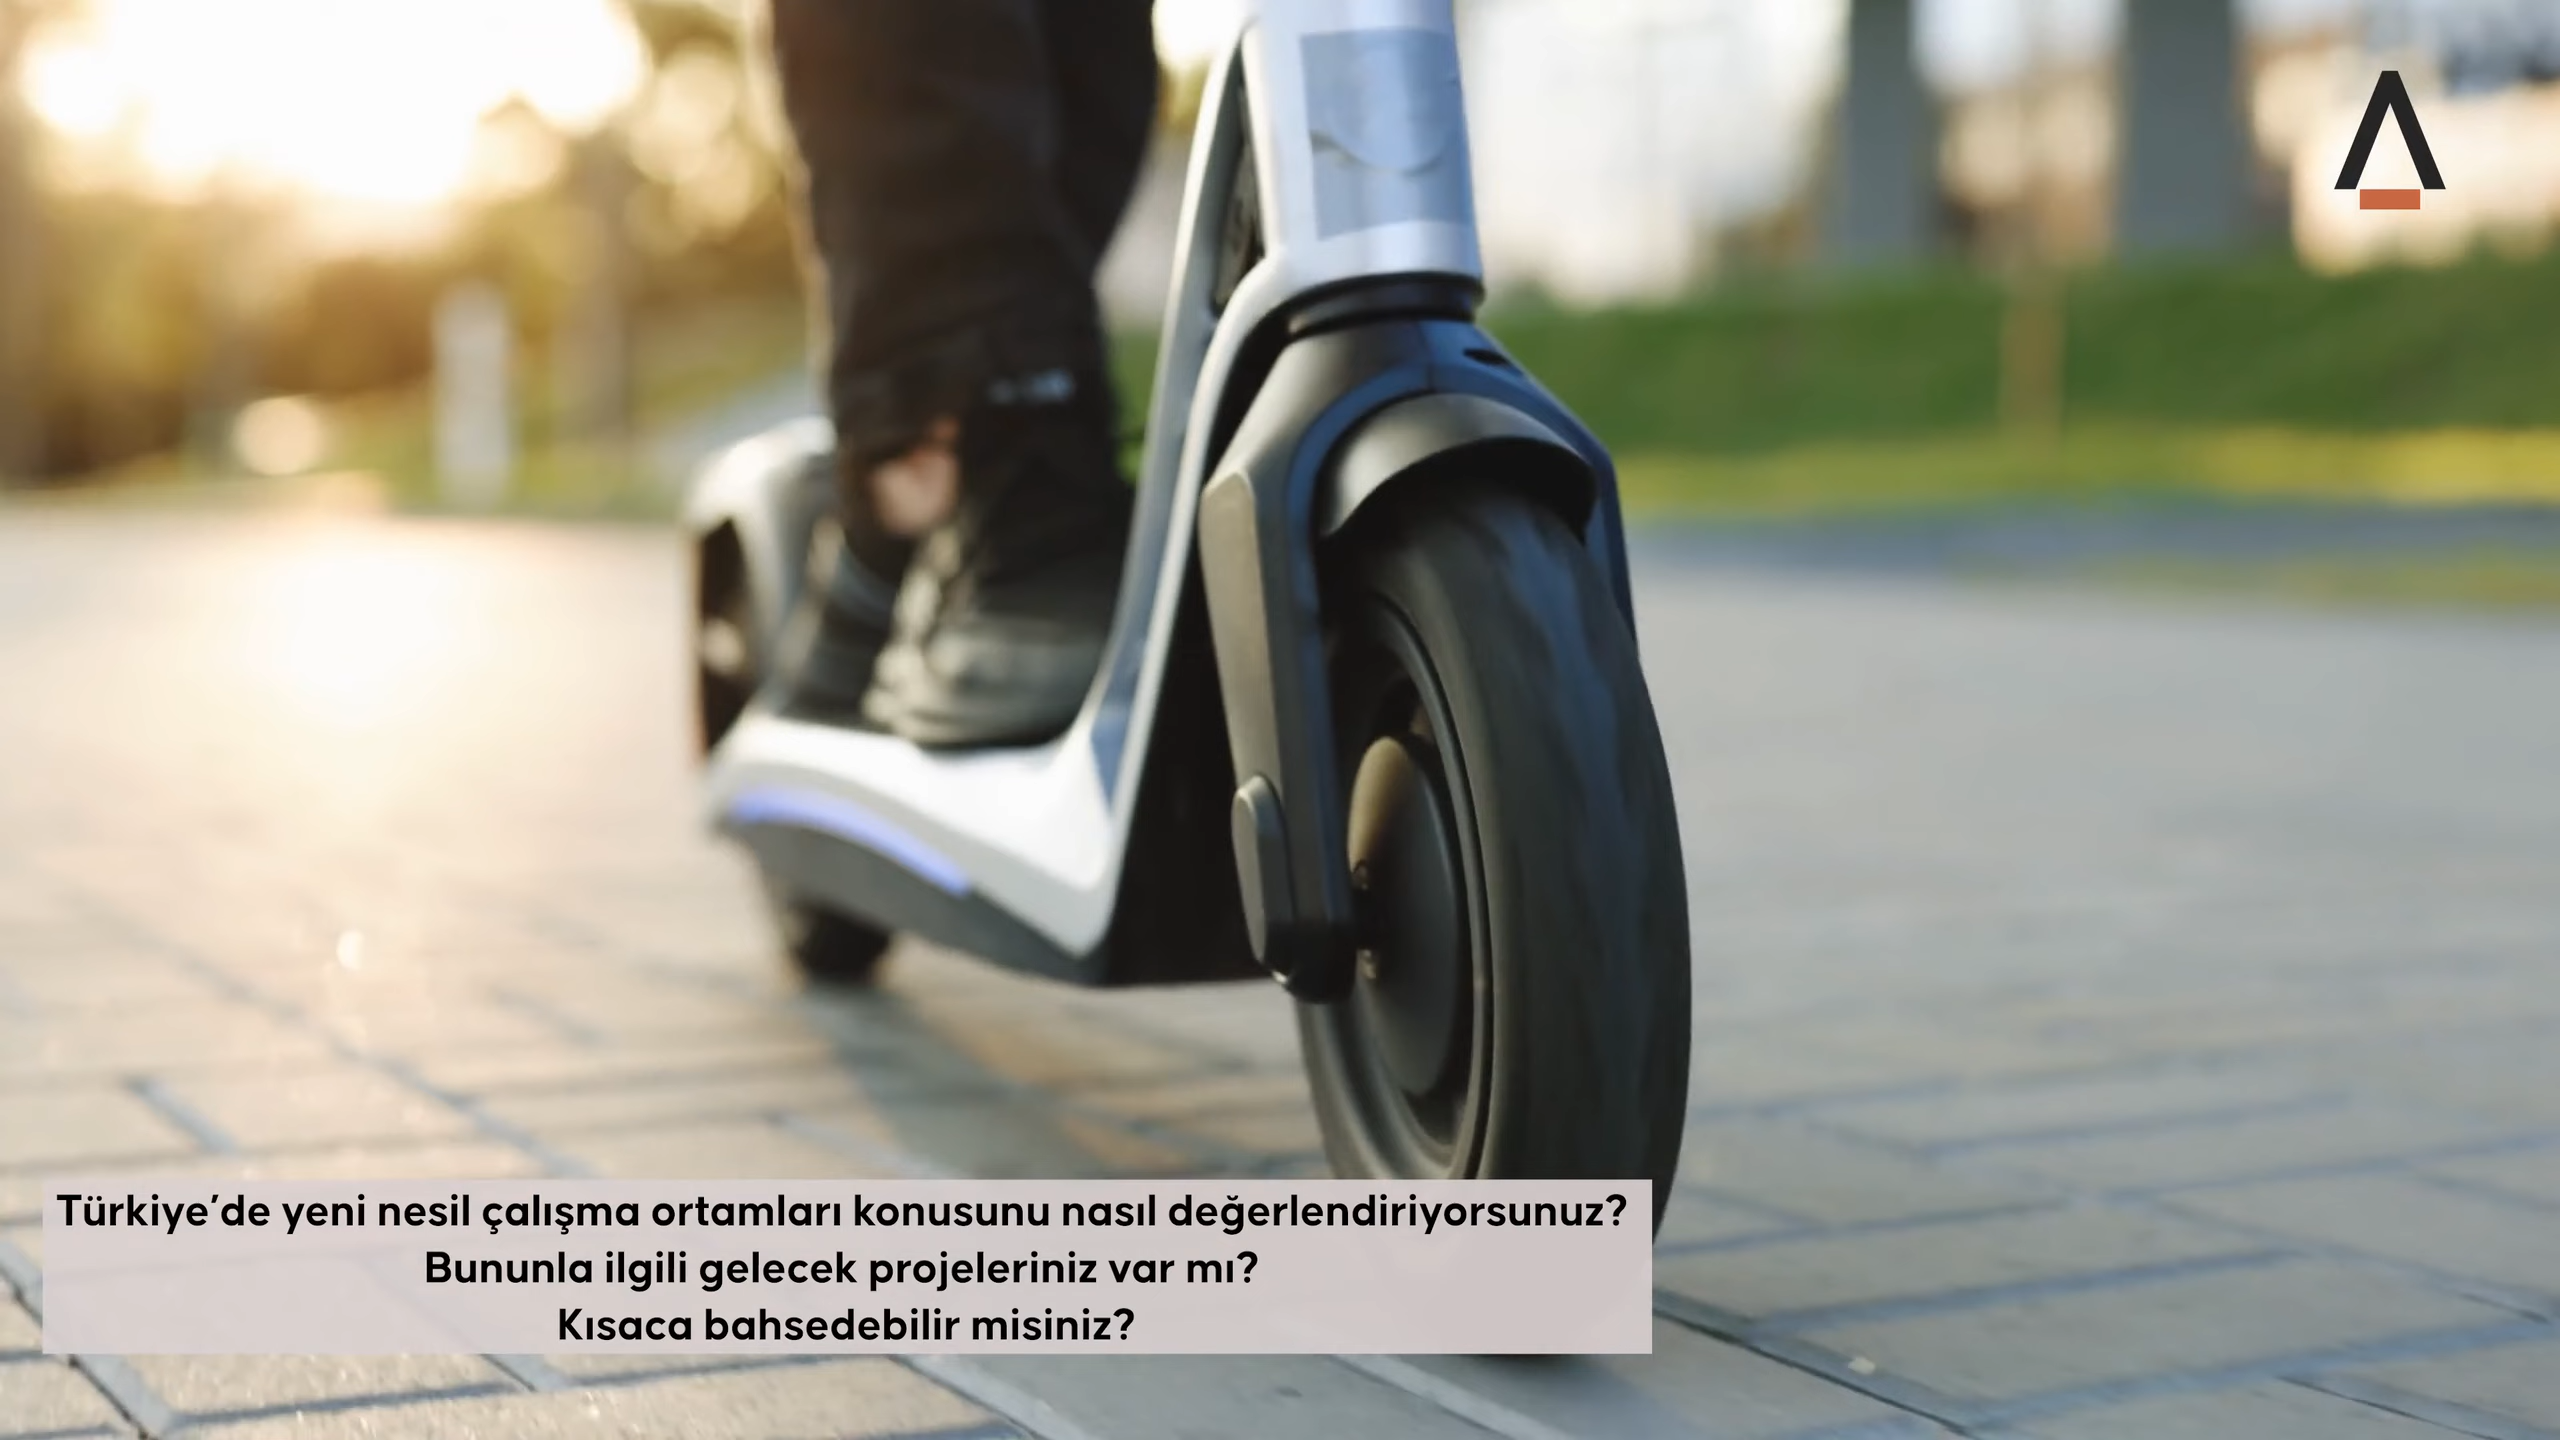 Türkiye’de yeni nesil çalışma ortamları konusunu nasıl değerlendiriyorsunuz?
Bununla ilgili gelecek projeleriniz var mı?
Kısaca bahsedebilir misiniz?